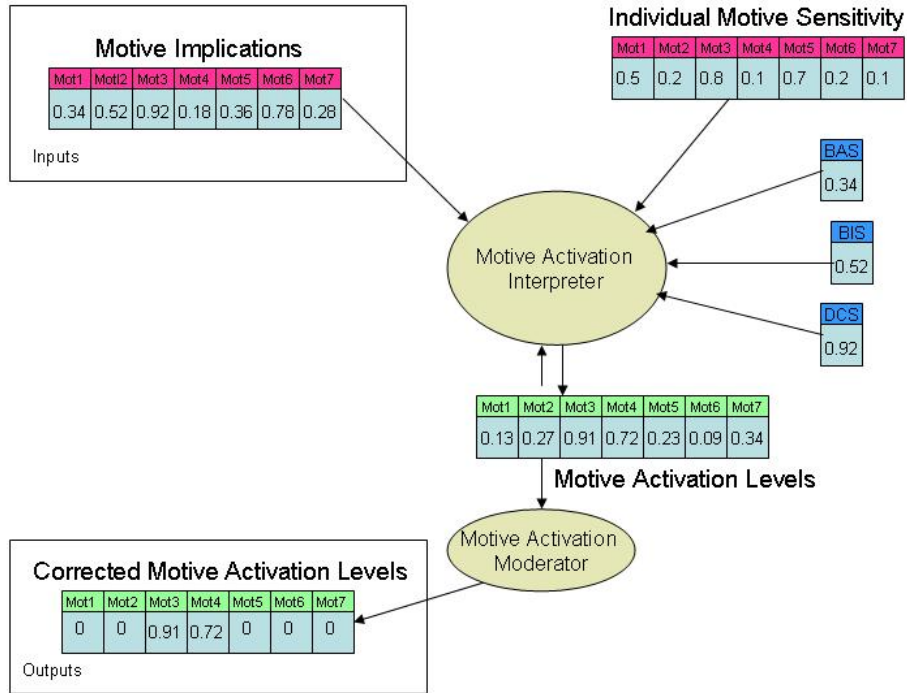 Motive Implications
Mot1 Motl2 Mot3 Mot4 Mot5 Mot6 Mot7
0.34 0.52 0.92 0.18 0.36 0.78 0.28
Inputs
Individual Motive Sensitivity
Mot1 Mot2 Mot3 Mot4 Mot5 Mot6 Mot7
0.5 0.2 0.8 0.1 0.7 0.2 0.1
BAS
0.34
BIS
0.52
DCS
0.92
Motive Activation
Interpreter
Mot1 Mot2 Mot3 Mot4 Mot5 Mot6 Mot7
0.13 0.27 0.91 0.72 0.23 0.09 0.34
Motive Activation Levels
Motive Activation
Moderator
Corrected Motive Activation Levels
Mot1 Mot2 Mot3 Mot4 Mot5 Mot6 Mot7
0 0 0.91 0.72 0 0 0
Outputs